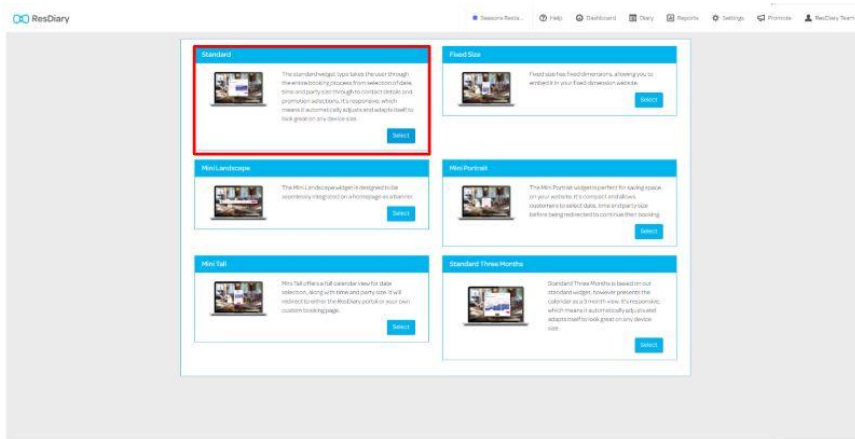 ResDiary
Seasons Resta... Help Dashboard Diary Reports Settings Promote ResDiary Team
Standard
The standard widget type takes the user through
the entire booking process from selection of date,
time and party size through to contact details and
promotion selections. It's responsive, which
means it automatically adjusts and adapts itself to
look great on any device size.
Select
Fixed Size
Fixed size has fixed dimensions, allowing you to
embed it in your fixed dimension website.
Select
Mini Landscape
The Mini Landscape widget is designed to be
seamlessly integrated on a homepage as a banner.
Select
Mini Portrait
The Mini Portrait widget is perfect for saving space
on your website. It's compact and allows
customers to select date, time and party size
before being redirected to continue their booking.
Select
Mini Tall
Mini Tall offers a full calendar view for date
selection, along with time and party size. It will
redirect to either the ResDiary portal or your own
custom booking page.
Select
Standard Three Months
Standard Three Months is based on our
standard widget, however presents the
calendar as a 3 month view. It's responsive,
which means it automatically adjusts and
adapts itself to look great on any device
size.
Select